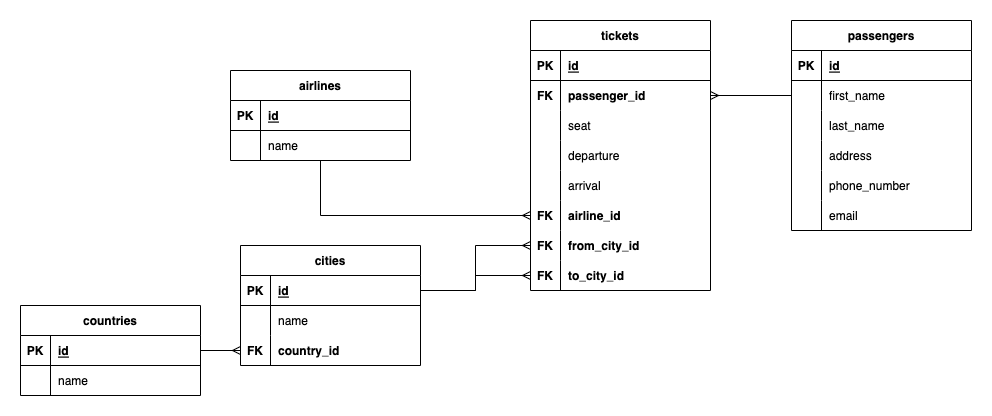 tickets
PK id
FK passenger_id
seat
departure
arrival
FK airline_id
FK from_city_id
FK to_city_id
passengers
PK id
first_name
last_name
address
phone_number
email
airlines
PK id
name
cities
PK id
name
FK country_id
countries
PK id
name